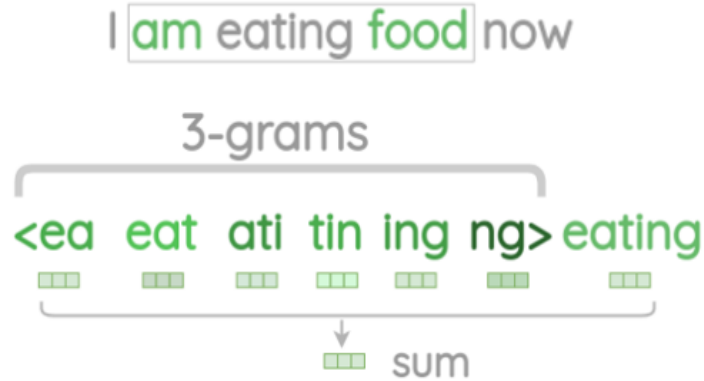 I am eating food now
3-grams
<ea eat ati tin ing ng> eating
sum